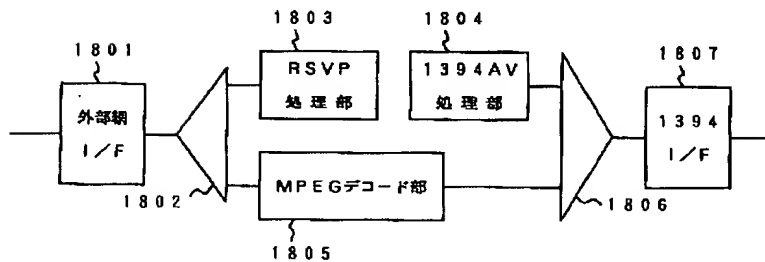 1803
1804
1801
1807
RSVP
処理部
1394AV
処理部
外部網
I/F
1394
I/F
MPEGデコード部
1802
1806
1805